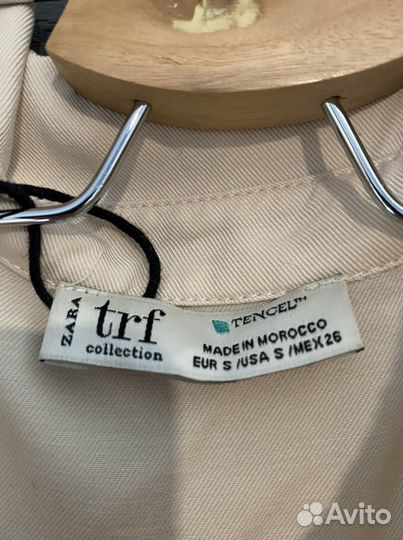 ZARA
trf
collection
TENCEL™
MADE IN MOROCCO
EUR S / USA S / MEX 26
Avito